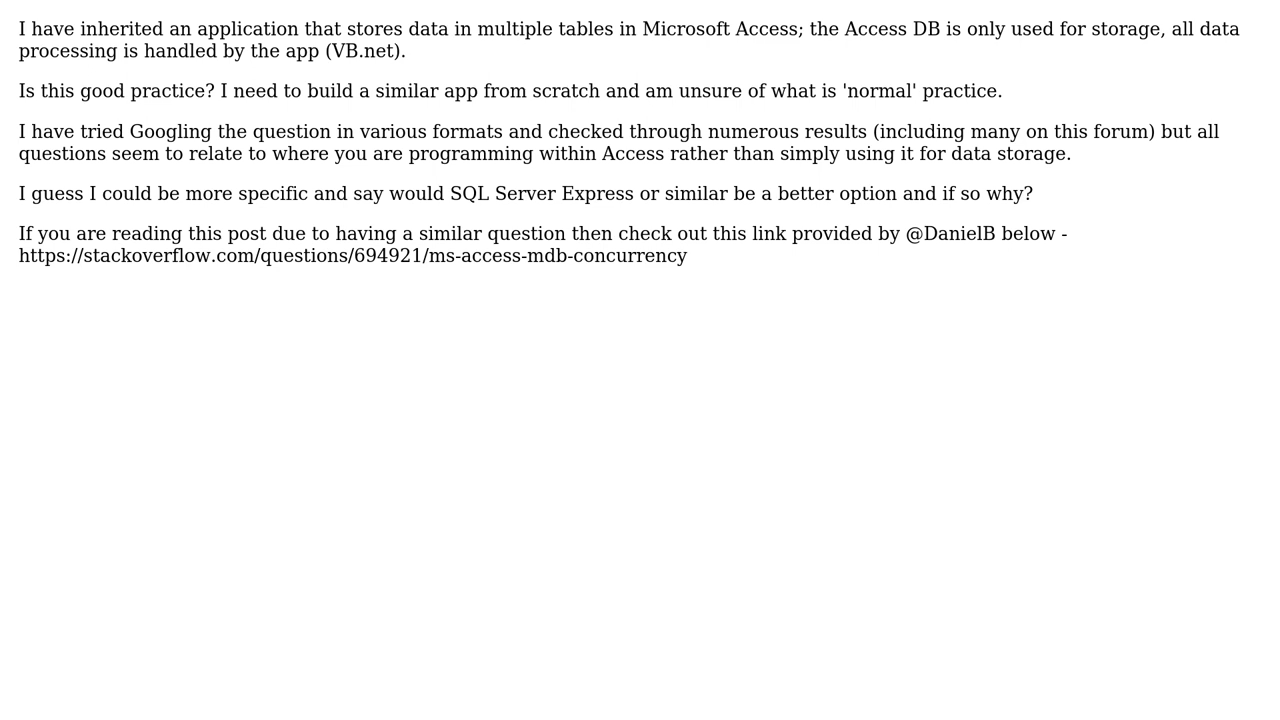 I have inherited an application that stores data in multiple tables in Microsoft Access; the Access DB is only used for storage, all data
processing is handled by the app (VB.net).
Is this good practice? I need to build a similar app from scratch and am unsure of what is 'normal' practice.
I have tried Googling the question in various formats and checked through numerous results (including many on this forum) but all
questions seem to relate to where you are programming within Access rather than simply using it for data storage.
I guess I could be more specific and say would SQL Server Express or similar be a better option and if so why?
If you are reading this post due to having a similar question then check out this link provided by @DanielB below -
https://stackoverflow.com/questions/694921/ms-access-mdb-concurrency